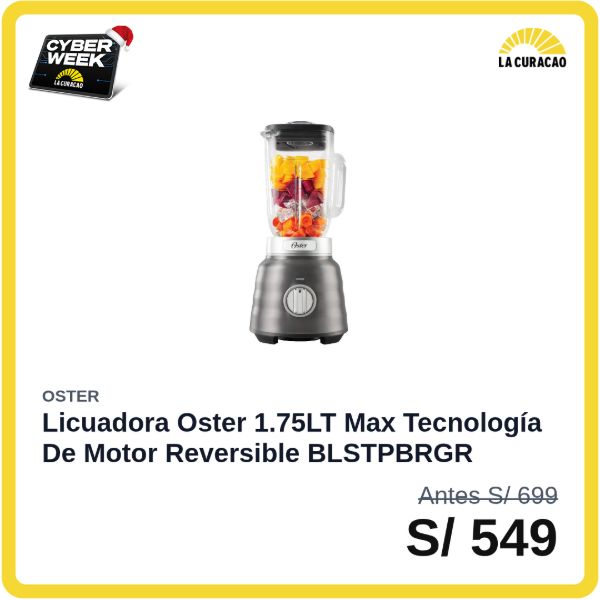 CYBER
WEEK
LA CURACAO
LA CURACAO
Oster
OSTER
Licuadora Oster 1.75LT Max Tecnología
De Motor Reversible BLSTPBRGR
Antes S/ 699
S/ 549